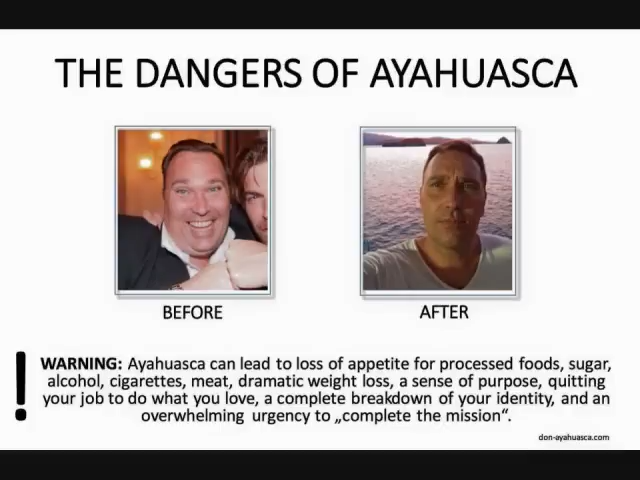 THE DANGERS OF AYAHUASCA
BEFORE
AFTER
! WARNING: Ayahuasca can lead to loss of appetite for processed foods, sugar,
alcohol, cigarettes, meat, dramatic weight loss, a sense of purpose, quitting
your job to do what you love, a complete breakdown of your identity, and an
overwhelming urgency to „complete the mission“.
don-ayahuasca.com